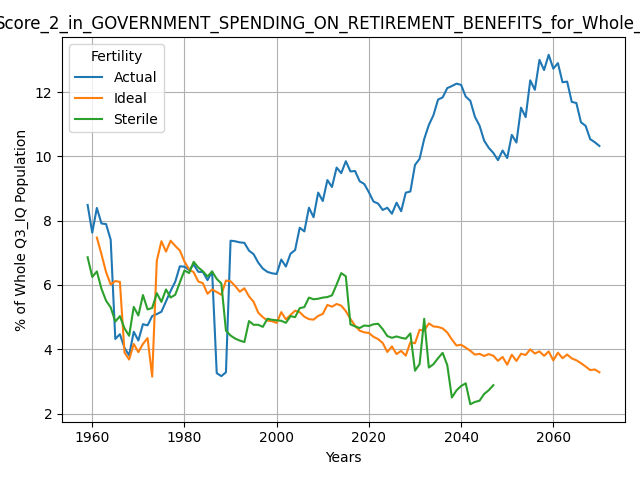 Score_2_in_GOVERNMENT_SPENDING_ON_RETIREMENT_BENEFITS_for_Whole_
Fertility
Actual
Ideal
Sterile
% of Whole Q3_IQ Population
12
10
8
6
4
2
1960 1980 2000 2020 2040 2060
Years